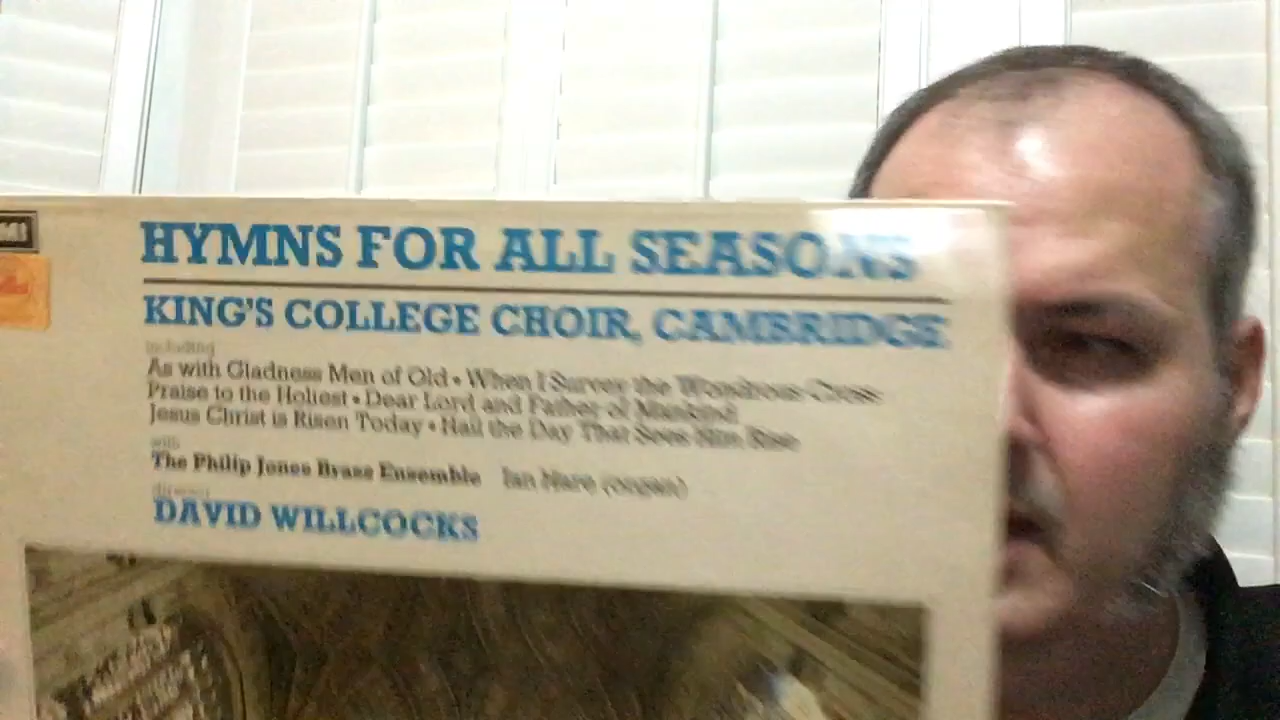 HYMNS FOR ALL SEASONS
KING'S COLLEGE CHOIR, CAMBRIDGE
including
As with Gladness Men of Old • When I Survey the Wondrous Cross
Praise to the Holiest • Dear Lord and Father of Mankind
Jesus Christ is Risen Today • Hail the Day That Sees Him Rise
with
The Philip Jones Brass Ensemble Ian Hare (organ)
DAVID WILLCOCKS